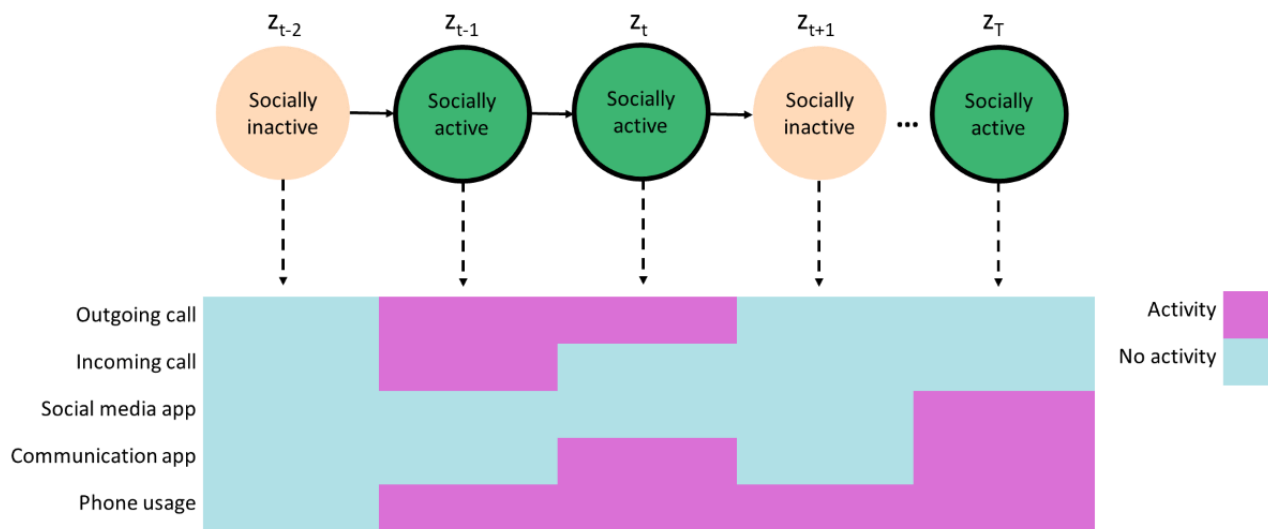 z_{t-2} z_{t-1} z_t z_{t+1} z_T
Socially Socially Socially Socially Socially
inactive active active inactive ... active
Outgoing call
Activity
Incoming call
No activity
Social media app
Communication app
Phone usage